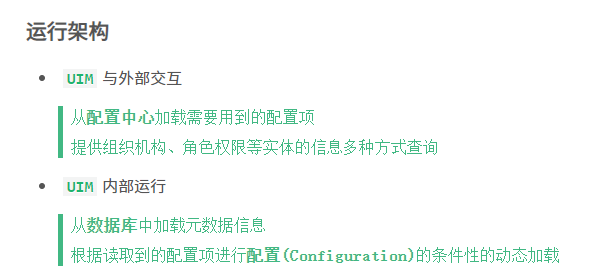 运行架构
UIM 与外部交互
从配置中心加载需要用到的配置项
提供组织机构、角色权限等实体的信息多种方式查询
UIM 内部运行
从数据库中加载元数据信息
根据读取到的配置项进行配置(Configuration)的条件性的动态加载